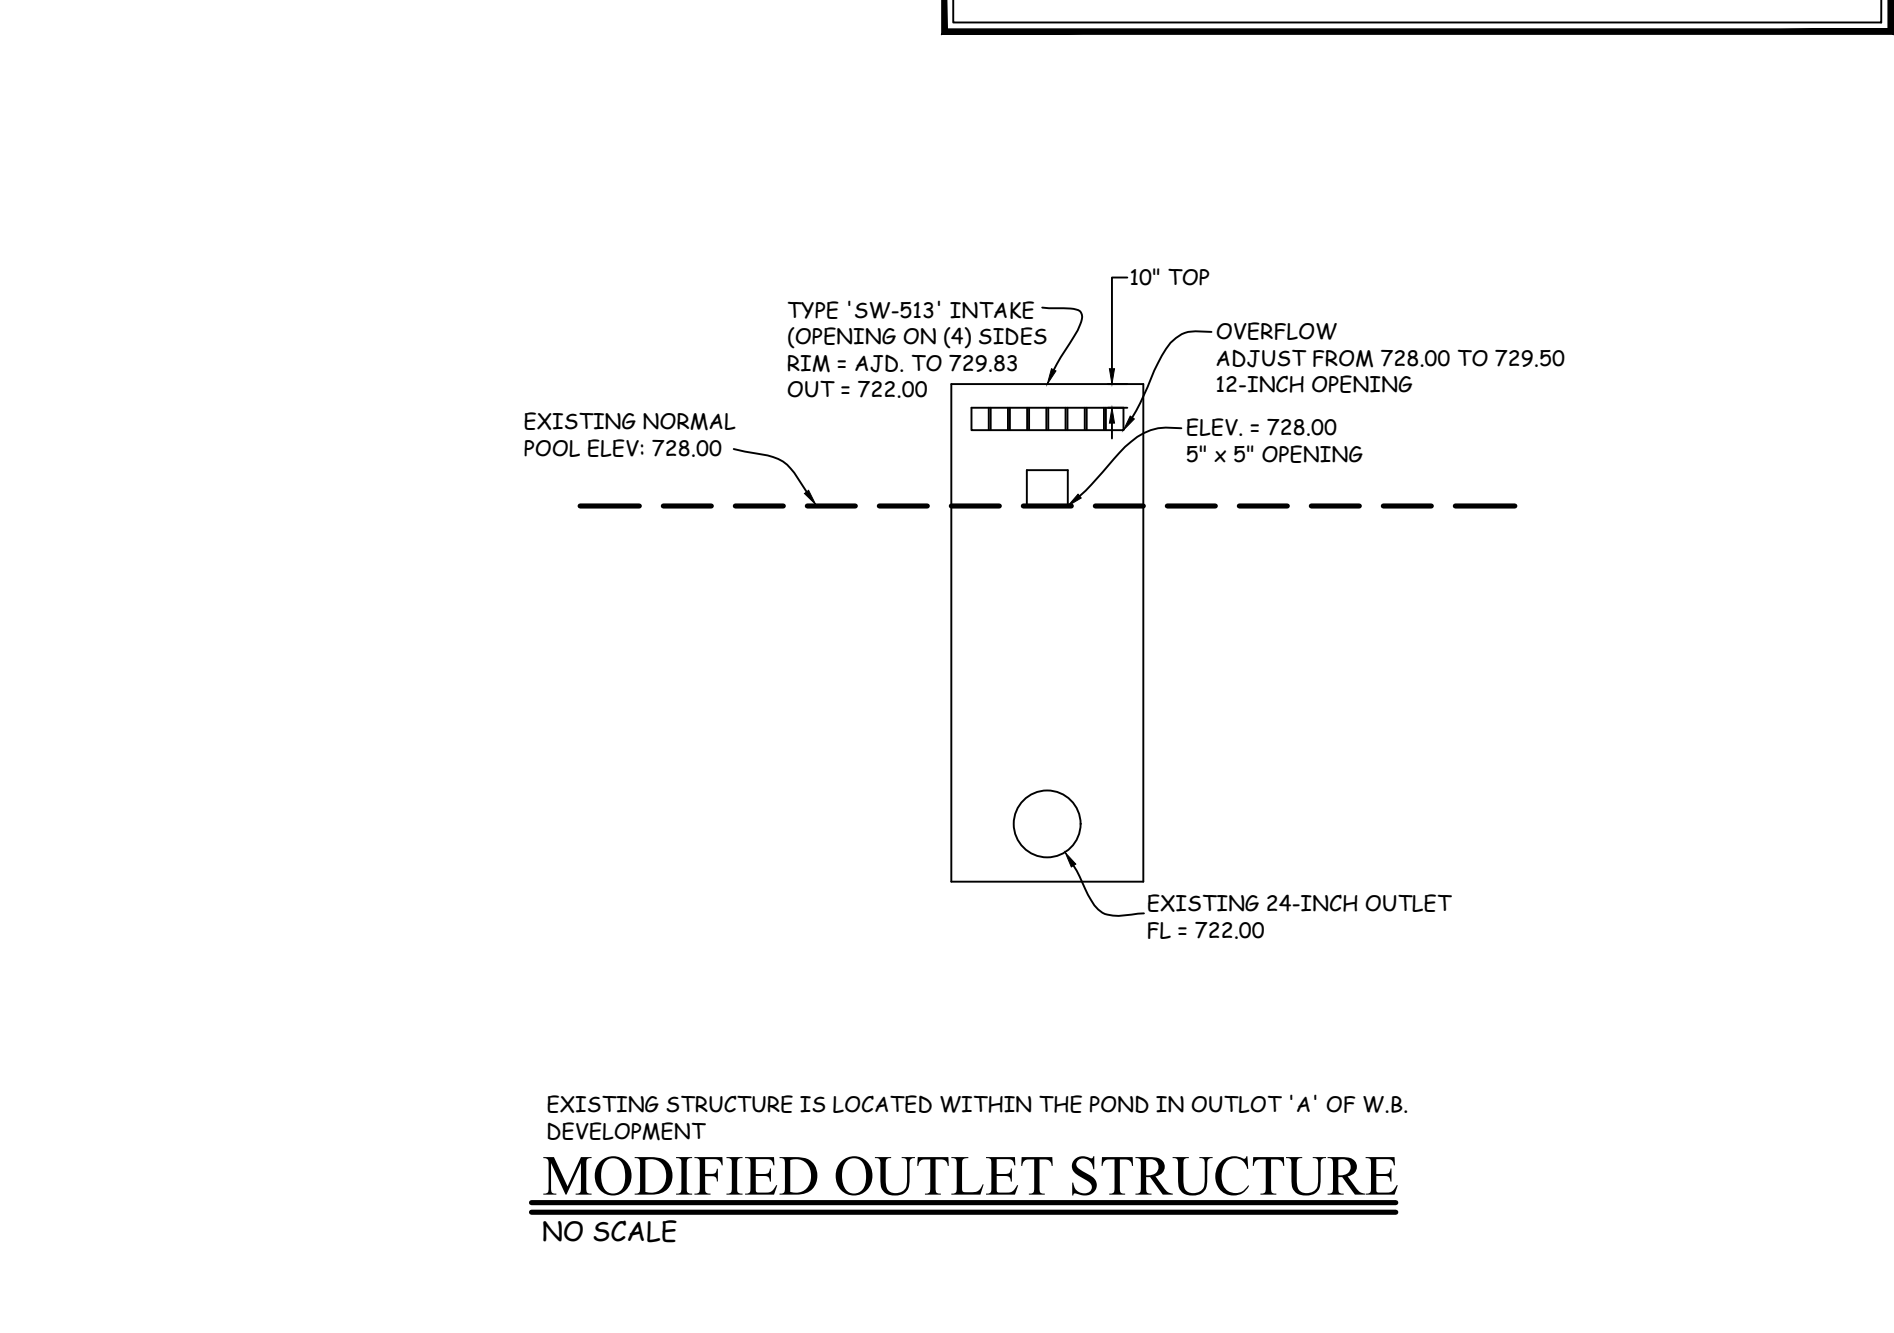 10" TOP
TYPE 'SW-513' INTAKE
(OPENING ON (4) SIDES
RIM = AJD. TO 729.83
OUT = 722.00
OVERFLOW
ADJUST FROM 728.00 TO 729.50
12-INCH OPENING
EXISTING NORMAL
POOL ELEV: 728.00
ELEV. = 728.00
5" x 5" OPENING
EXISTING 24-INCH OUTLET
FL = 722.00
EXISTING STRUCTURE IS LOCATED WITHIN THE POND IN OUTLOT 'A' OF W.B.
DEVELOPMENT
MODIFIED OUTLET STRUCTURE
NO SCALE